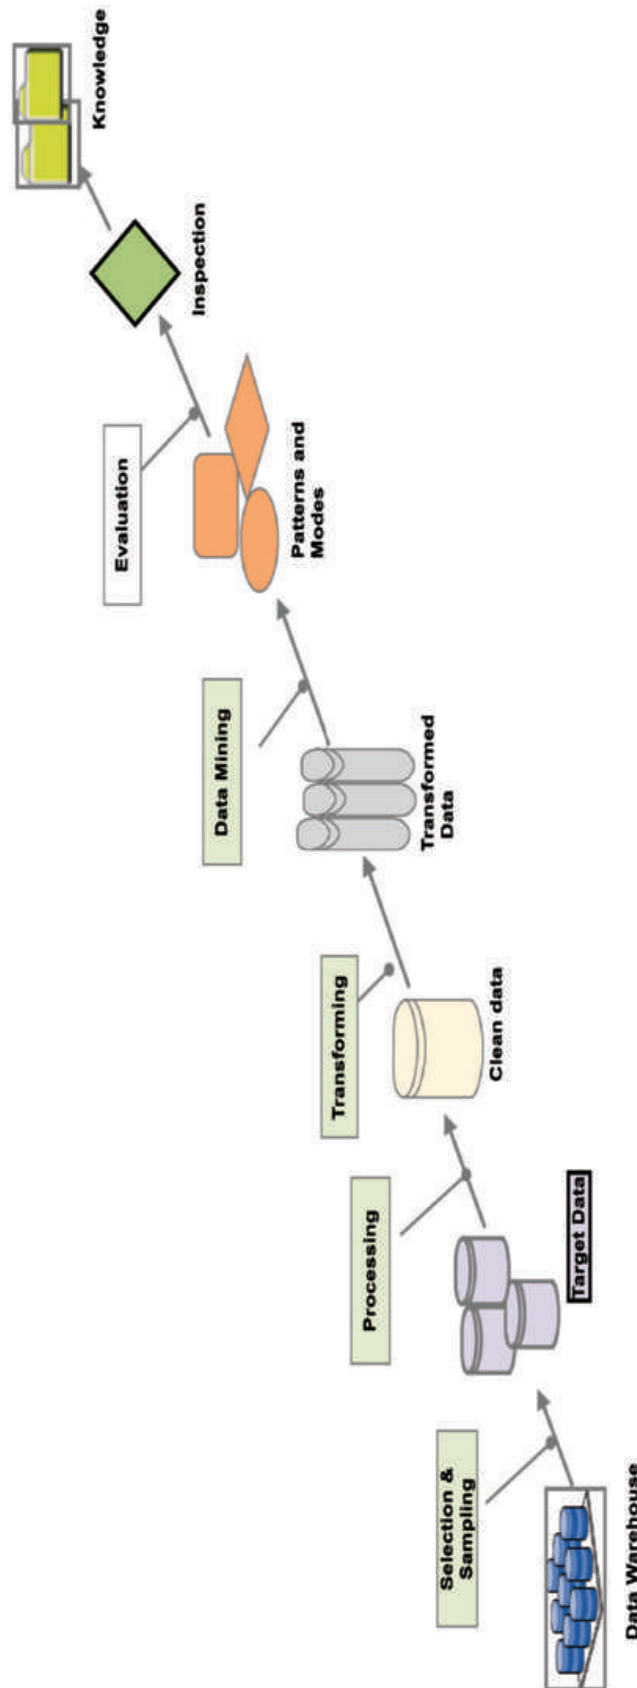 Data Warehouse
Selection &
Sampling
Target Data
Processing
Clean data
Transforming
Transformed
Data
Data Mining
Patterns and
Modes
Evaluation
Inspection
Knowledge